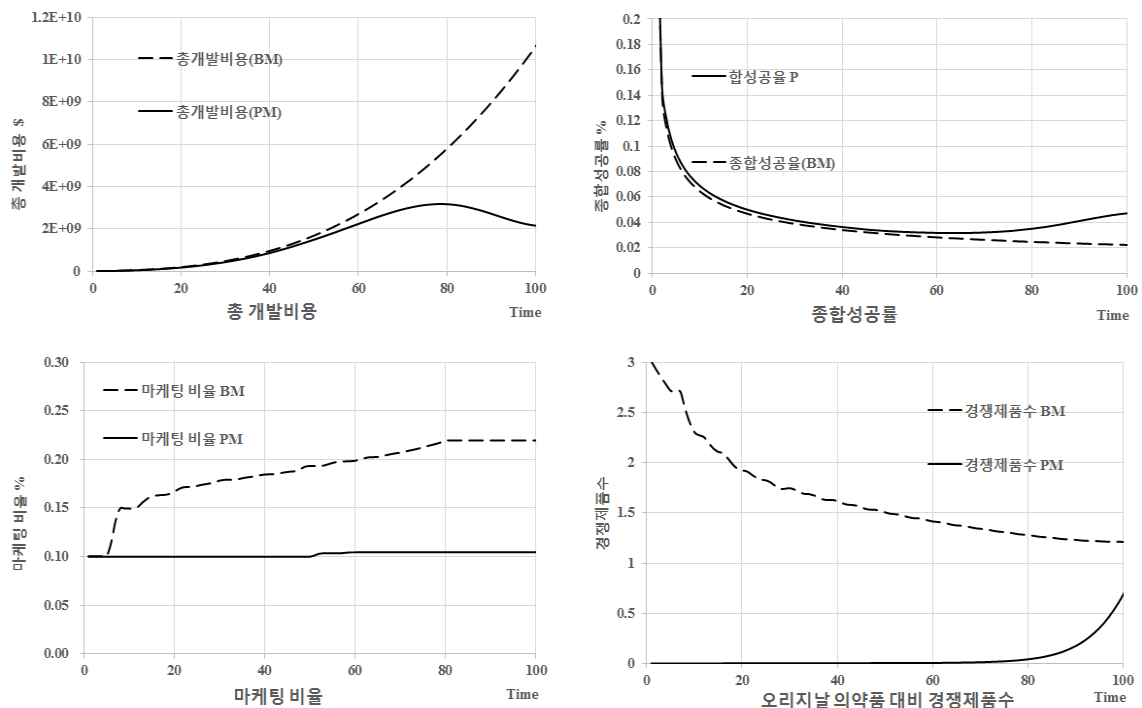 1.2E+10
1E+10
8E+09
6E+09
4E+09
2E+09
0
총 개발비용 $
총개발비용(BM)
총개발비용(PM)
0 20 40 60 80 100
총 개발비용
Time
0.2
0.18
0.16
0.14
0.12
0.1
0.08
0.06
0.04
0.02
0
종합성공률 %
합성공율 P
종합성공율(BM)
0 20 40 60 80 100
종합성공률
Time
0.30
0.25
0.20
0.15
0.10
0.05
0.00
마케팅 비율 %
마케팅 비율 BM
마케팅 비율 PM
0 20 40 60 80 100
마케팅 비율
Time
3
2.5
2
1.5
1
0.5
0
경쟁제품수
경쟁제품수 BM
경쟁제품수 PM
0 20 40 60 80 100
오리지날 의약품 대비 경쟁제품수
Time